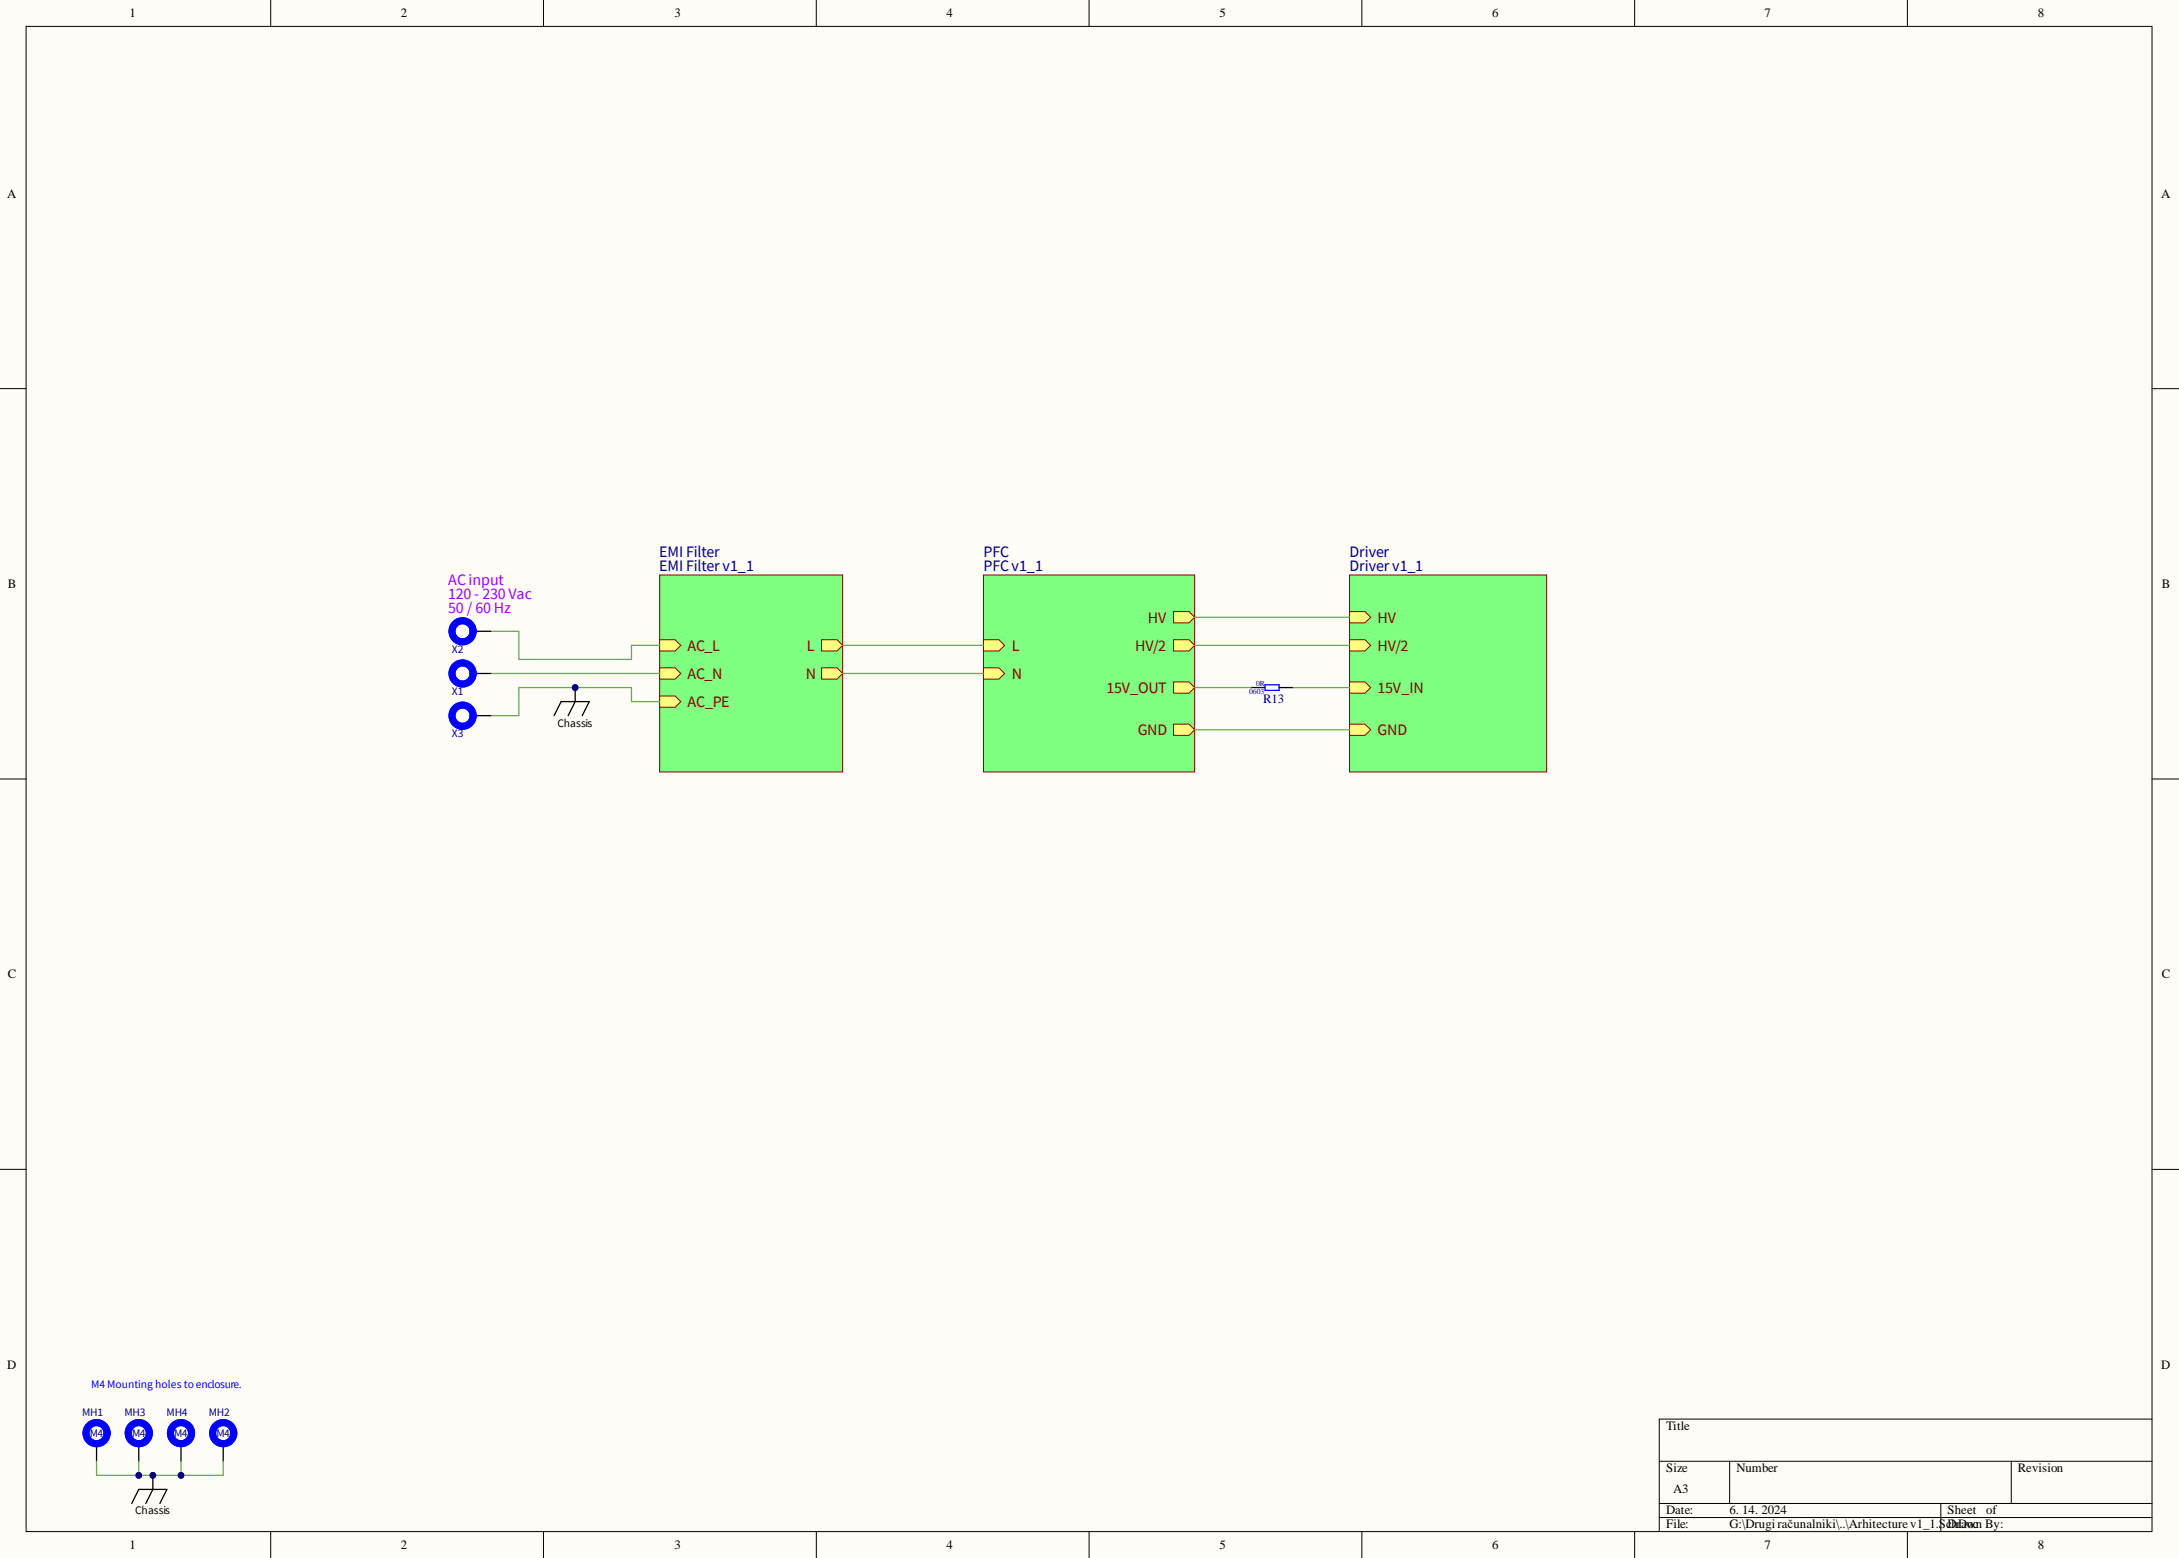 1 2 3 4 5 6 7 8
A A
EMI Filter
EMI Filter v1_1
PFC
PFC v1_1
Driver
Driver v1_1
B B
AC input
120 - 230 Vac
50 / 60 Hz
X2
X1
X3
Chassis
AC_L
AC_N
AC_PE
L
N
L
N
HV
HV/2
15V_OUT
GND
0R
0603
R13
HV
HV/2
15V_IN
GND
C C
D D
M4 Mounting holes to enclosure.
MH1 MH3 MH4 MH2
M4 M4 M4 M4
Chassis
Title
Size Number Revision
A3
Date: 6. 14. 2024 Sheet of
File: G:\Drugi računalniki\..\Arhitecture v1_1.SchDoc Drawn By:
1 2 3 4 5 6 7 8